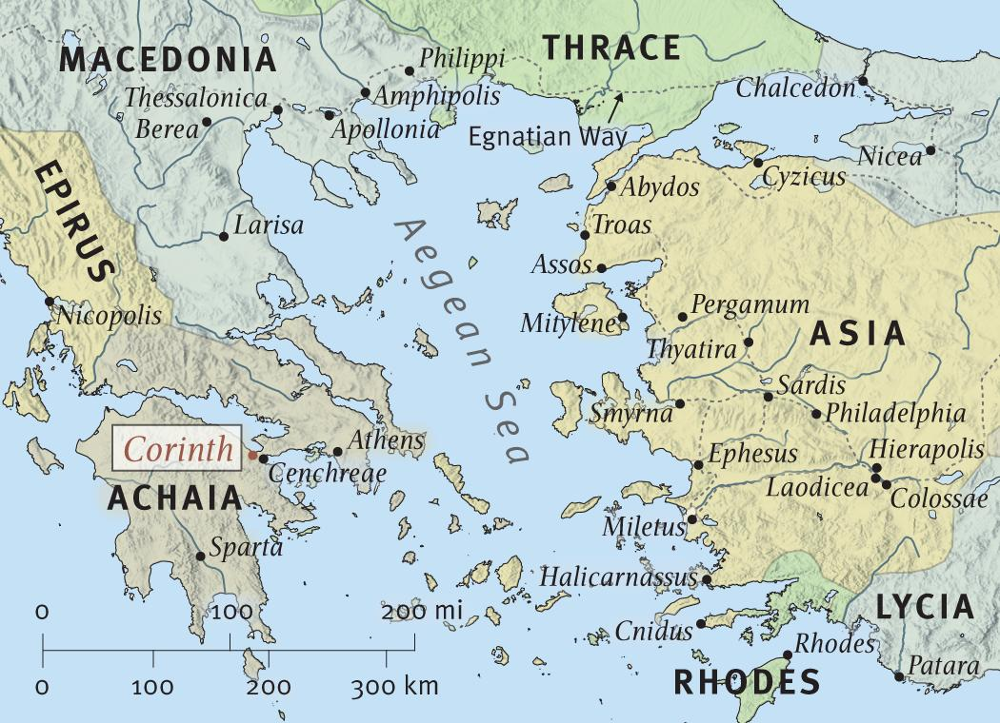 THRACE
MACEDONIA
Philippi
Chalcedon
Thessalonica
Amphipolis
Berea
Apollonia
Egnatian Way
Nicea
EPIRUS
Cyzicus
Abydos
Larisa
Troas
Aegean Sea
Assos
Nicopolis
Mitylene
Pergamum
ASIA
Thyatira
Sardis
Smyrna
Philadelphia
Corinth
Athens
Ephesus
Hierapolis
Cenchreae
Laodicea
Colossae
ACHAIA
Miletus
Sparta
Halicarnassus
LYCIA
0 100 200 mi
Cnidus
Rhodes
Patara
RHODES
0 100 200 300 km